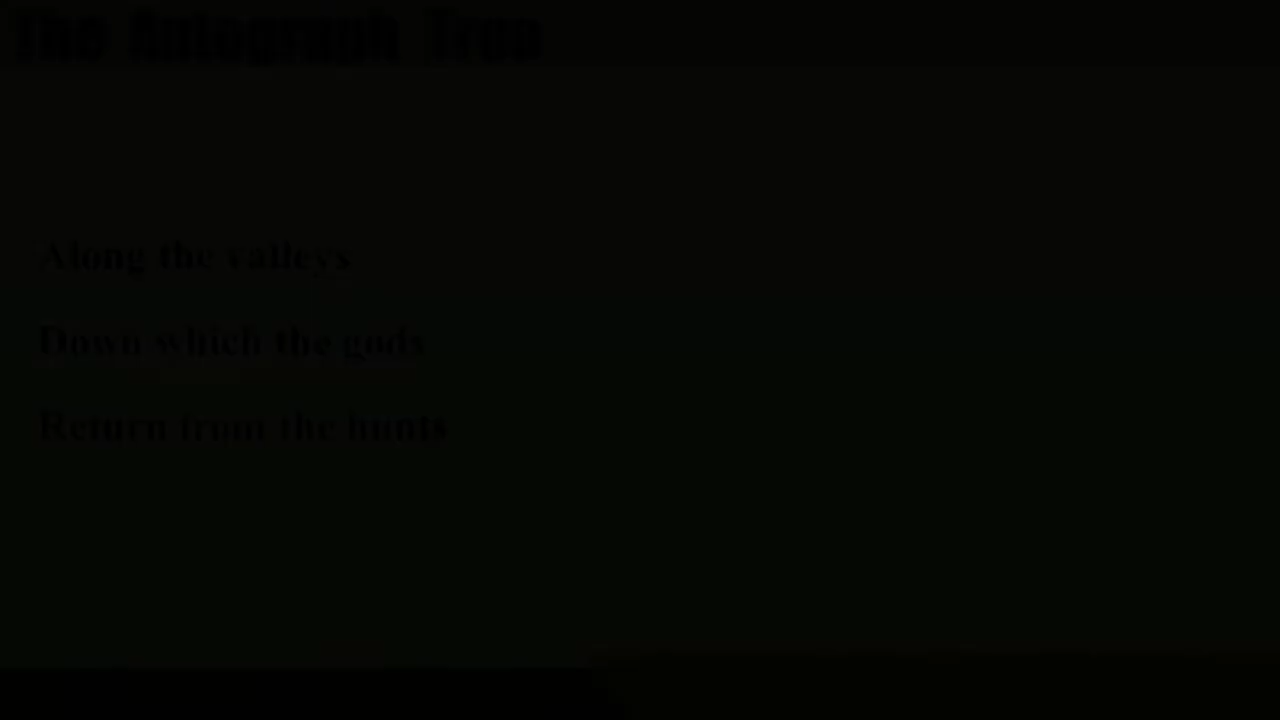 The Autograph Tree
Along the valleys
Down which the gods
Return from the hunts